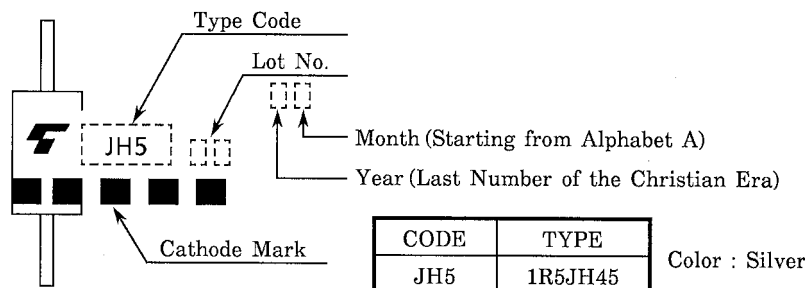 Type Code
Lot No.
JH5
Month (Starting from Alphabet A)
Year (Last Number of the Christian Era)
Cathode Mark
CODE TYPE
JH5 1R5JH45
Color : Silver